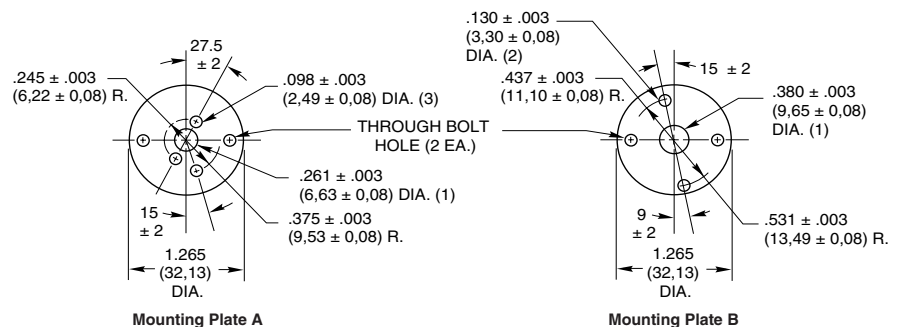 27.5
± 2
.245 ± .003
(6,22 ± 0,08) R.
.098 ± .003
(2,49 ± 0,08) DIA. (3)
THROUGH BOLT
HOLE (2 EA.)
.261 ± .003
(6,63 ± 0,08) DIA. (1)
.375 ± .003
(9,53 ± 0,08) R.
15
± 2
1.265
(32,13)
DIA.
Mounting Plate A
.130 ± .003
(3,30 ± 0,08)
DIA. (2)
15 ± 2
.437 ± .003
(11,10 ± 0,08) R.
.380 ± .003
(9,65 ± 0,08)
DIA. (1)
9
± 2
.531 ± .003
(13,49 ± 0,08) R.
1.265
(32,13)
DIA.
Mounting Plate B